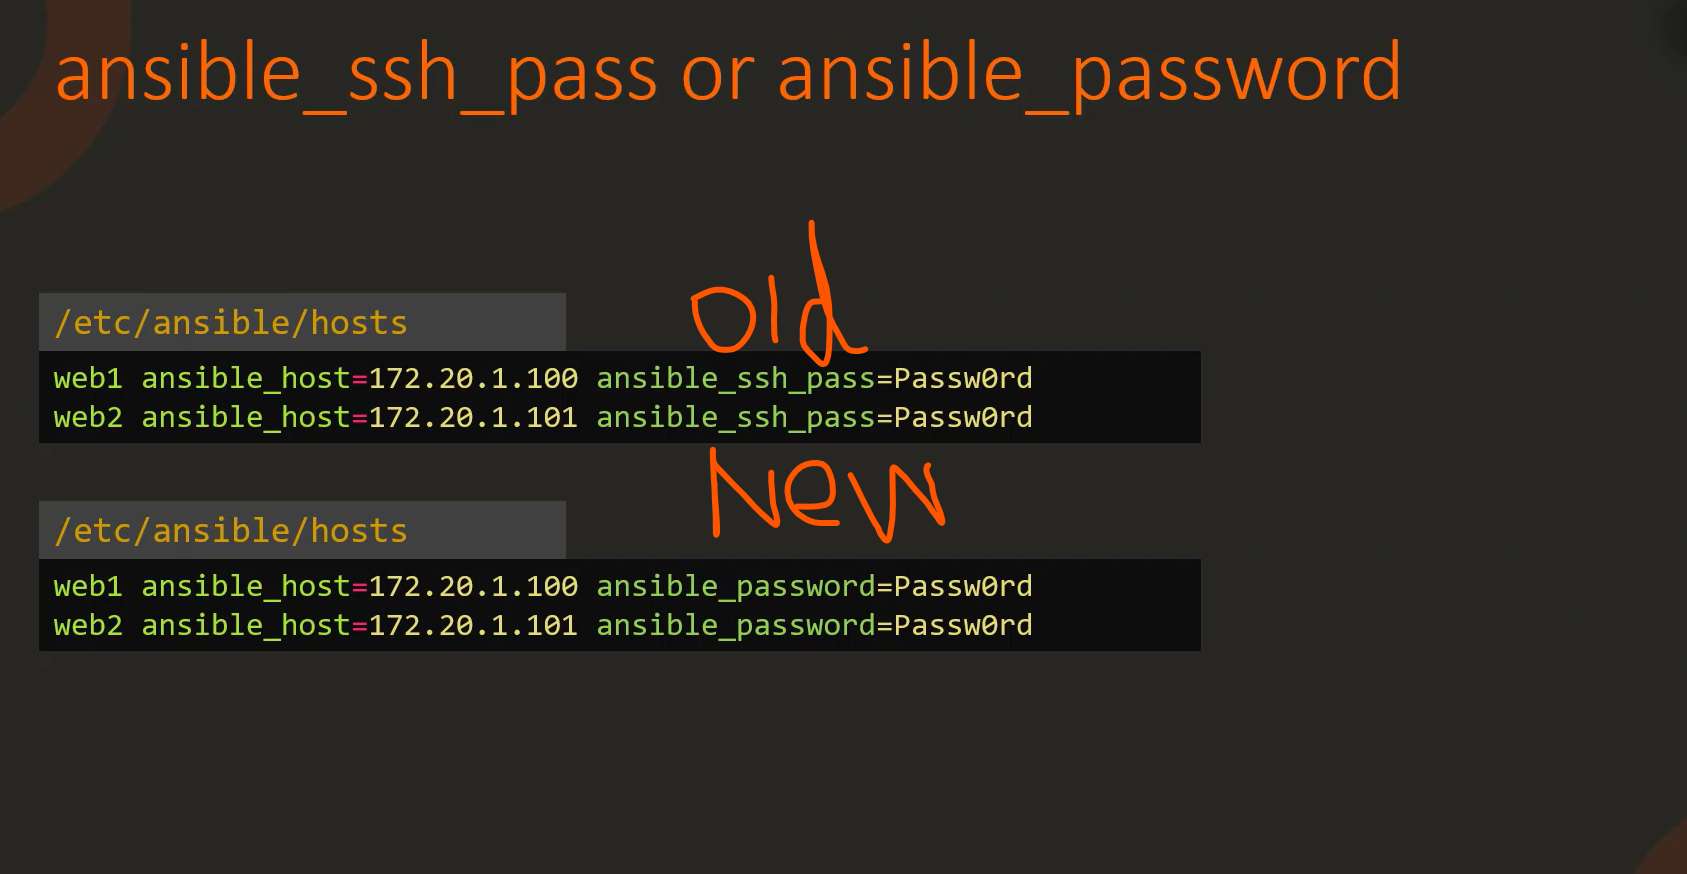 ansible_ssh_pass or ansible_password
old
/etc/ansible/hosts
web1 ansible_host=172.20.1.100 ansible_ssh_pass=Passw0rd
web2 ansible_host=172.20.1.101 ansible_ssh_pass=Passw0rd
New
/etc/ansible/hosts
web1 ansible_host=172.20.1.100 ansible_password=Passw0rd
web2 ansible_host=172.20.1.101 ansible_password=Passw0rd